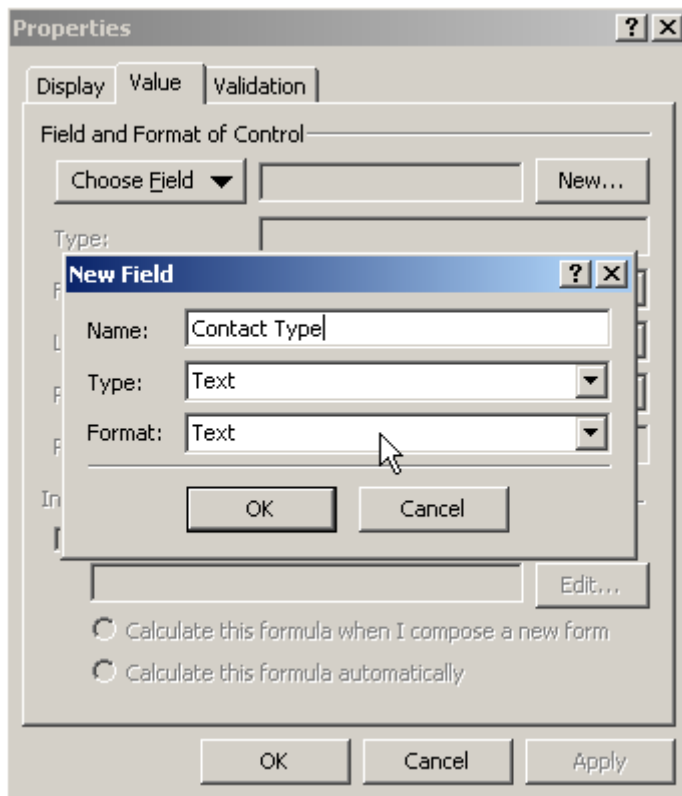 Properties
Display Value Validation
Field and Format of Control
Choose Field New...
Type:
New Field
Name: Contact Type
Type: Text
Format: Text
OK Cancel
In
Edit...
Calculate this formula when I compose a new form
Calculate this formula automatically
OK Cancel Apply